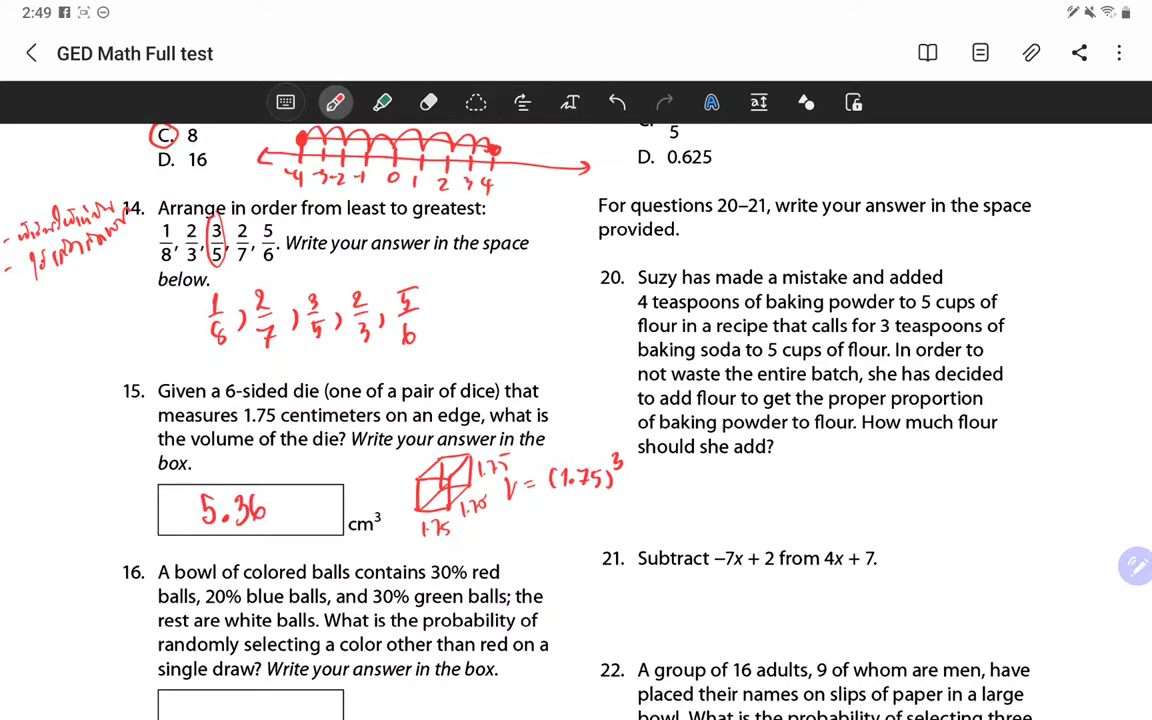 2:49
GED Math Full test
C. 8
D. 16
-4 -3 -2 -1 0 1 2 3 4
14. Arrange in order from least to greatest:
1/8, 2/3, 3/5, 2/7, 5/6. Write your answer in the space
below.
1/8, 2/7, 3/5, 2/3, 5/6
15. Given a 6-sided die (one of a pair of dice) that
measures 1.75 centimeters on an edge, what is
the volume of the die? Write your answer in the
box.
1.75
1.75
1.75
V = (1.75)³
5.36
cm³
16. A bowl of colored balls contains 30% red
balls, 20% blue balls, and 30% green balls; the
rest are white balls. What is the probability of
randomly selecting a color other than red on a
single draw? Write your answer in the box.
5
D. 0.625
For questions 20–21, write your answer in the space
provided.
20. Suzy has made a mistake and added
4 teaspoons of baking powder to 5 cups of
flour in a recipe that calls for 3 teaspoons of
baking soda to 5 cups of flour. In order to
not waste the entire batch, she has decided
to add flour to get the proper proportion
of baking powder to flour. How much flour
should she add?
21. Subtract −7x + 2 from 4x + 7.
22. A group of 16 adults, 9 of whom are men, have
placed their names on slips of paper in a large
bowl. What is the probability of selecting three